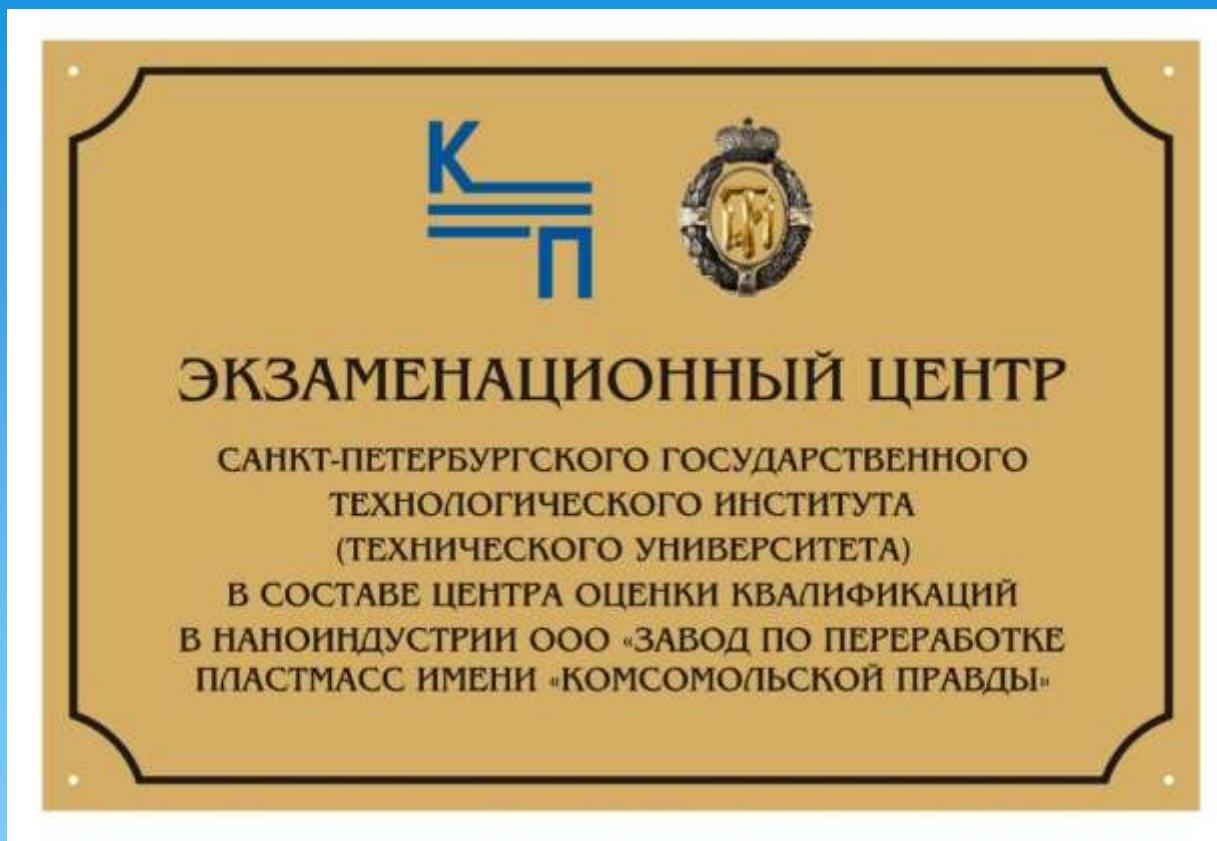 К
П
ЭКЗАМЕНАЦИОННЫЙ ЦЕНТР
САНКТ-ПЕТЕРБУРГСКОГО ГОСУДАРСТВЕННОГО
ТЕХНОЛОГИЧЕСКОГО ИНСТИТУТА
(ТЕХНИЧЕСКОГО УНИВЕРСИТЕТА)
В СОСТАВЕ ЦЕНТРА ОЦЕНКИ КВАЛИФИКАЦИЙ
В НАНОИНДУСТРИИ ООО «ЗАВОД ПО ПЕРЕРАБОТКЕ
ПЛАСТМАСС ИМЕНИ «КОМСОМОЛЬСКОЙ ПРАВДЫ»